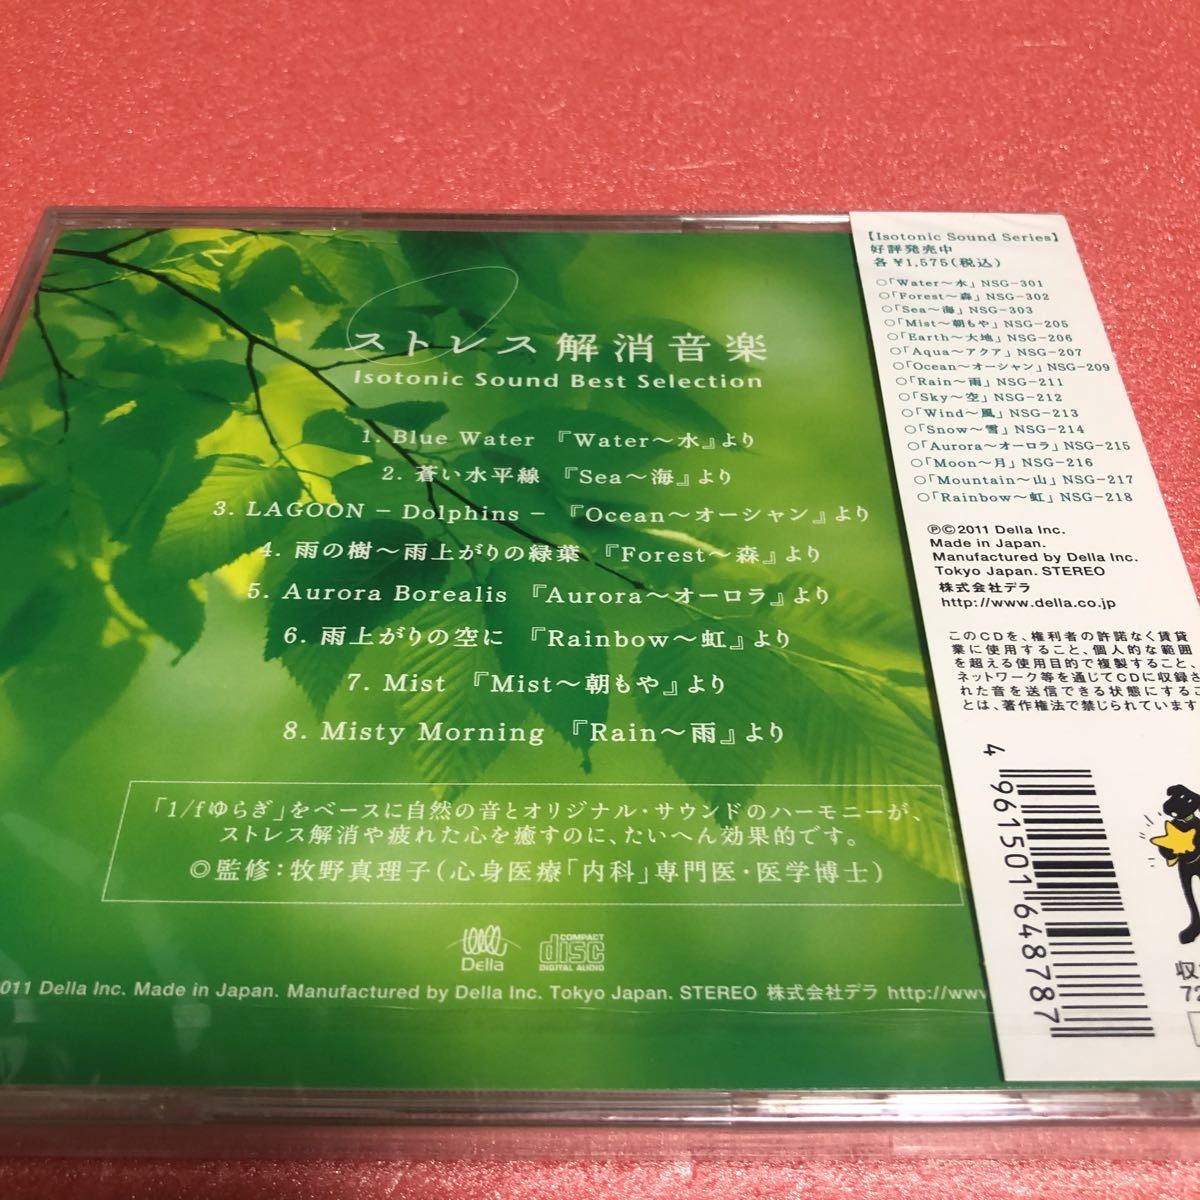 ストレス解消音楽
Isotonic Sound Best Selection
1. Blue Water 『Water〜水』より
2. 蒼い水平線 『Sea〜海』より
3. LAGOON − Dolphins − 『Ocean〜オーシャン』より
4. 雨の樹〜雨上がりの緑葉 『Forest〜森』より
5. Aurora Borealis 『Aurora〜オーロラ』より
6. 雨上がりの空に 『Rainbow〜虹』より
7. Mist 『Mist〜朝もや』より
8. Misty Morning 『Rain〜雨』より
「1/fゆらぎ」をベースに自然の音とオリジナル・サウンドのハーモニーが、
ストレス解消や疲れた心を癒すのに、たいへん効果的です。
◎監修：牧野真理子（心身医療「内科」専門医・医学博士）
Della
COMPACT
disc
DIGITAL AUDIO
011 Della Inc. Made in Japan. Manufactured by Della Inc. Tokyo Japan. STEREO 株式会社デラ http://www
【Isotonic Sound Series】
好評発売中
各￥1,575（税込）
○「Water〜水」NSG-301
○「Forest〜森」NSG-302
○「Sea〜海」NSG-303
○「Mist〜朝もや」NSG-205
○「Earth〜大地」NSG-206
○「Aqua〜アクア」NSG-207
○「Ocean〜オーシャン」NSG-209
○「Rain〜雨」NSG-211
○「Sky〜空」NSG-212
○「Wind〜風」NSG-213
○「Snow〜雪」NSG-214
○「Aurora〜オーロラ」NSG-215
○「Moon〜月」NSG-216
○「Mountain〜山」NSG-217
○「Rainbow〜虹」NSG-218
℗©2011 Della Inc.
Made in Japan.
Manufactured by Della Inc.
Tokyo Japan. STEREO
株式会社デラ
http://www.della.co.jp
このCDを、権利者の許諾なく賃貸
業に使用すること、個人的な範囲
を超える使用目的で複製すること、
ネットワーク等を通じてCDに収録さ
れた音を送信できる状態にするこ
とは、著作権法で禁じられています
4961501648787
収
72